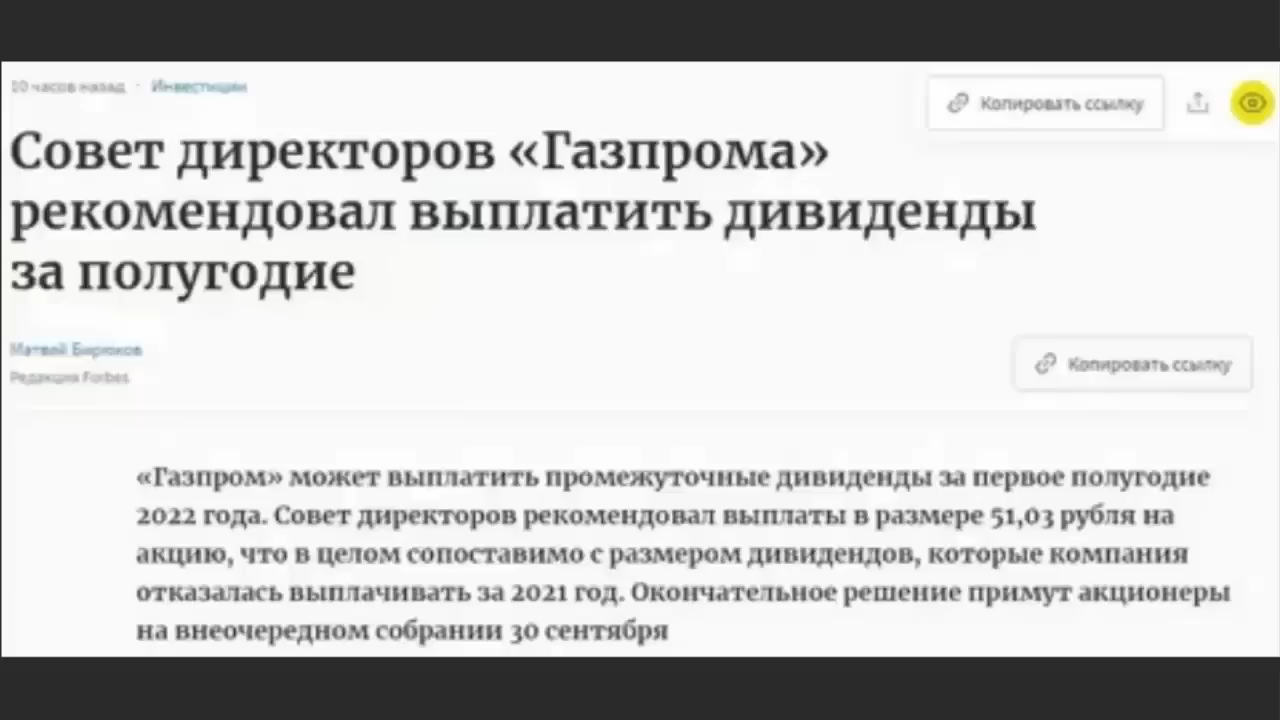 10 часов назад · Инвестиции
Копировать ссылку
Совет директоров «Газпрома»
рекомендовал выплатить дивиденды
за полугодие
Матвей Бирюков
Редакция Forbes
Копировать ссылку
«Газпром» может выплатить промежуточные дивиденды за первое полугодие
2022 года. Совет директоров рекомендовал выплаты в размере 51,03 рубля на
акцию, что в целом сопоставимо с размером дивидендов, которые компания
отказалась выплачивать за 2021 год. Окончательное решение примут акционеры
на внеочередном собрании 30 сентября